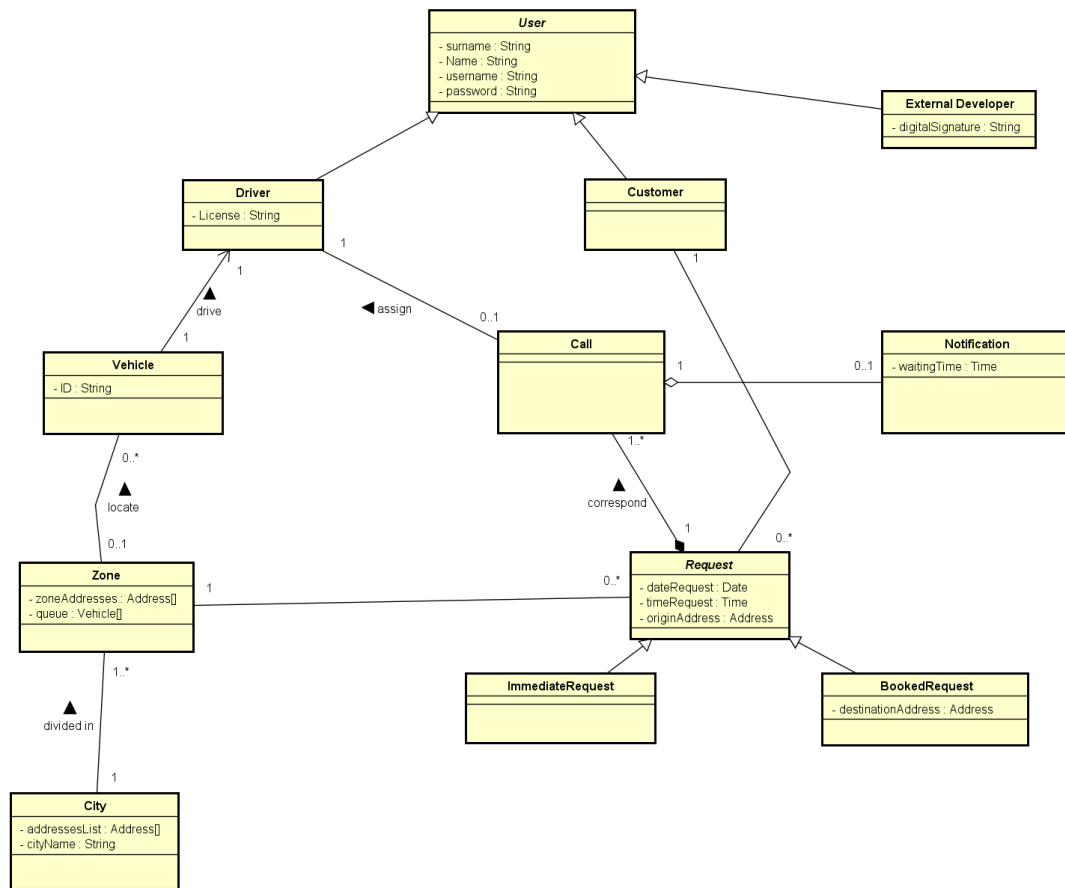 User
- surname : String
- Name : String
- username : String
- password : String
External Developer
- digitalSignature : String
Driver
- License : String
Customer
1
1
1
drive
assign
0..1
1
Call
Notification
- waitingTime : Time
1
0..1
Vehicle
- ID : String
0..*
1..*
locate
correspond
1
0..1
0..*
Zone
- zoneAddresses : Address[]
- queue : Vehicle[]
1
0..*
Request
- dateRequest : Date
- timeRequest : Time
- originAddress : Address
1..*
ImmediateRequest
BookedRequest
- destinationAddress : Address
divided in
1
City
- addressesList : Address[]
- cityName : String